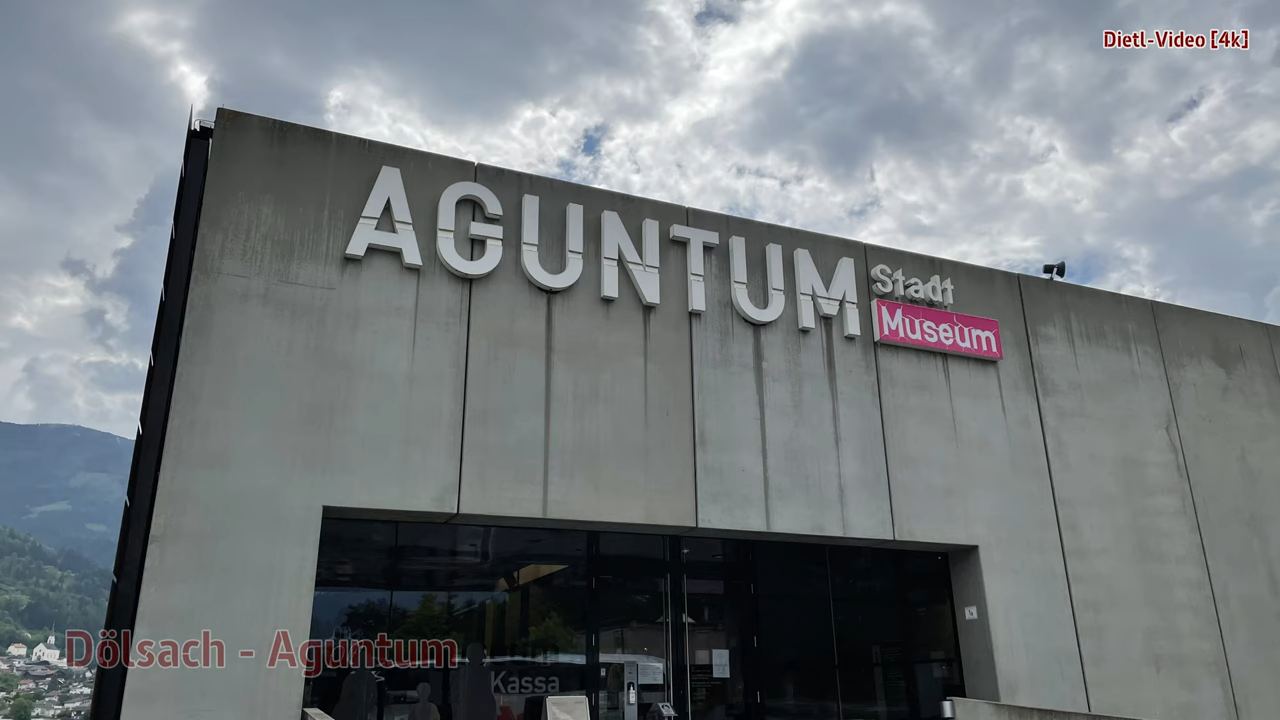 Dietl-Video [4k]
AGUNTUM
Stadt
Museum
Dölsach - Aguntum
Kassa